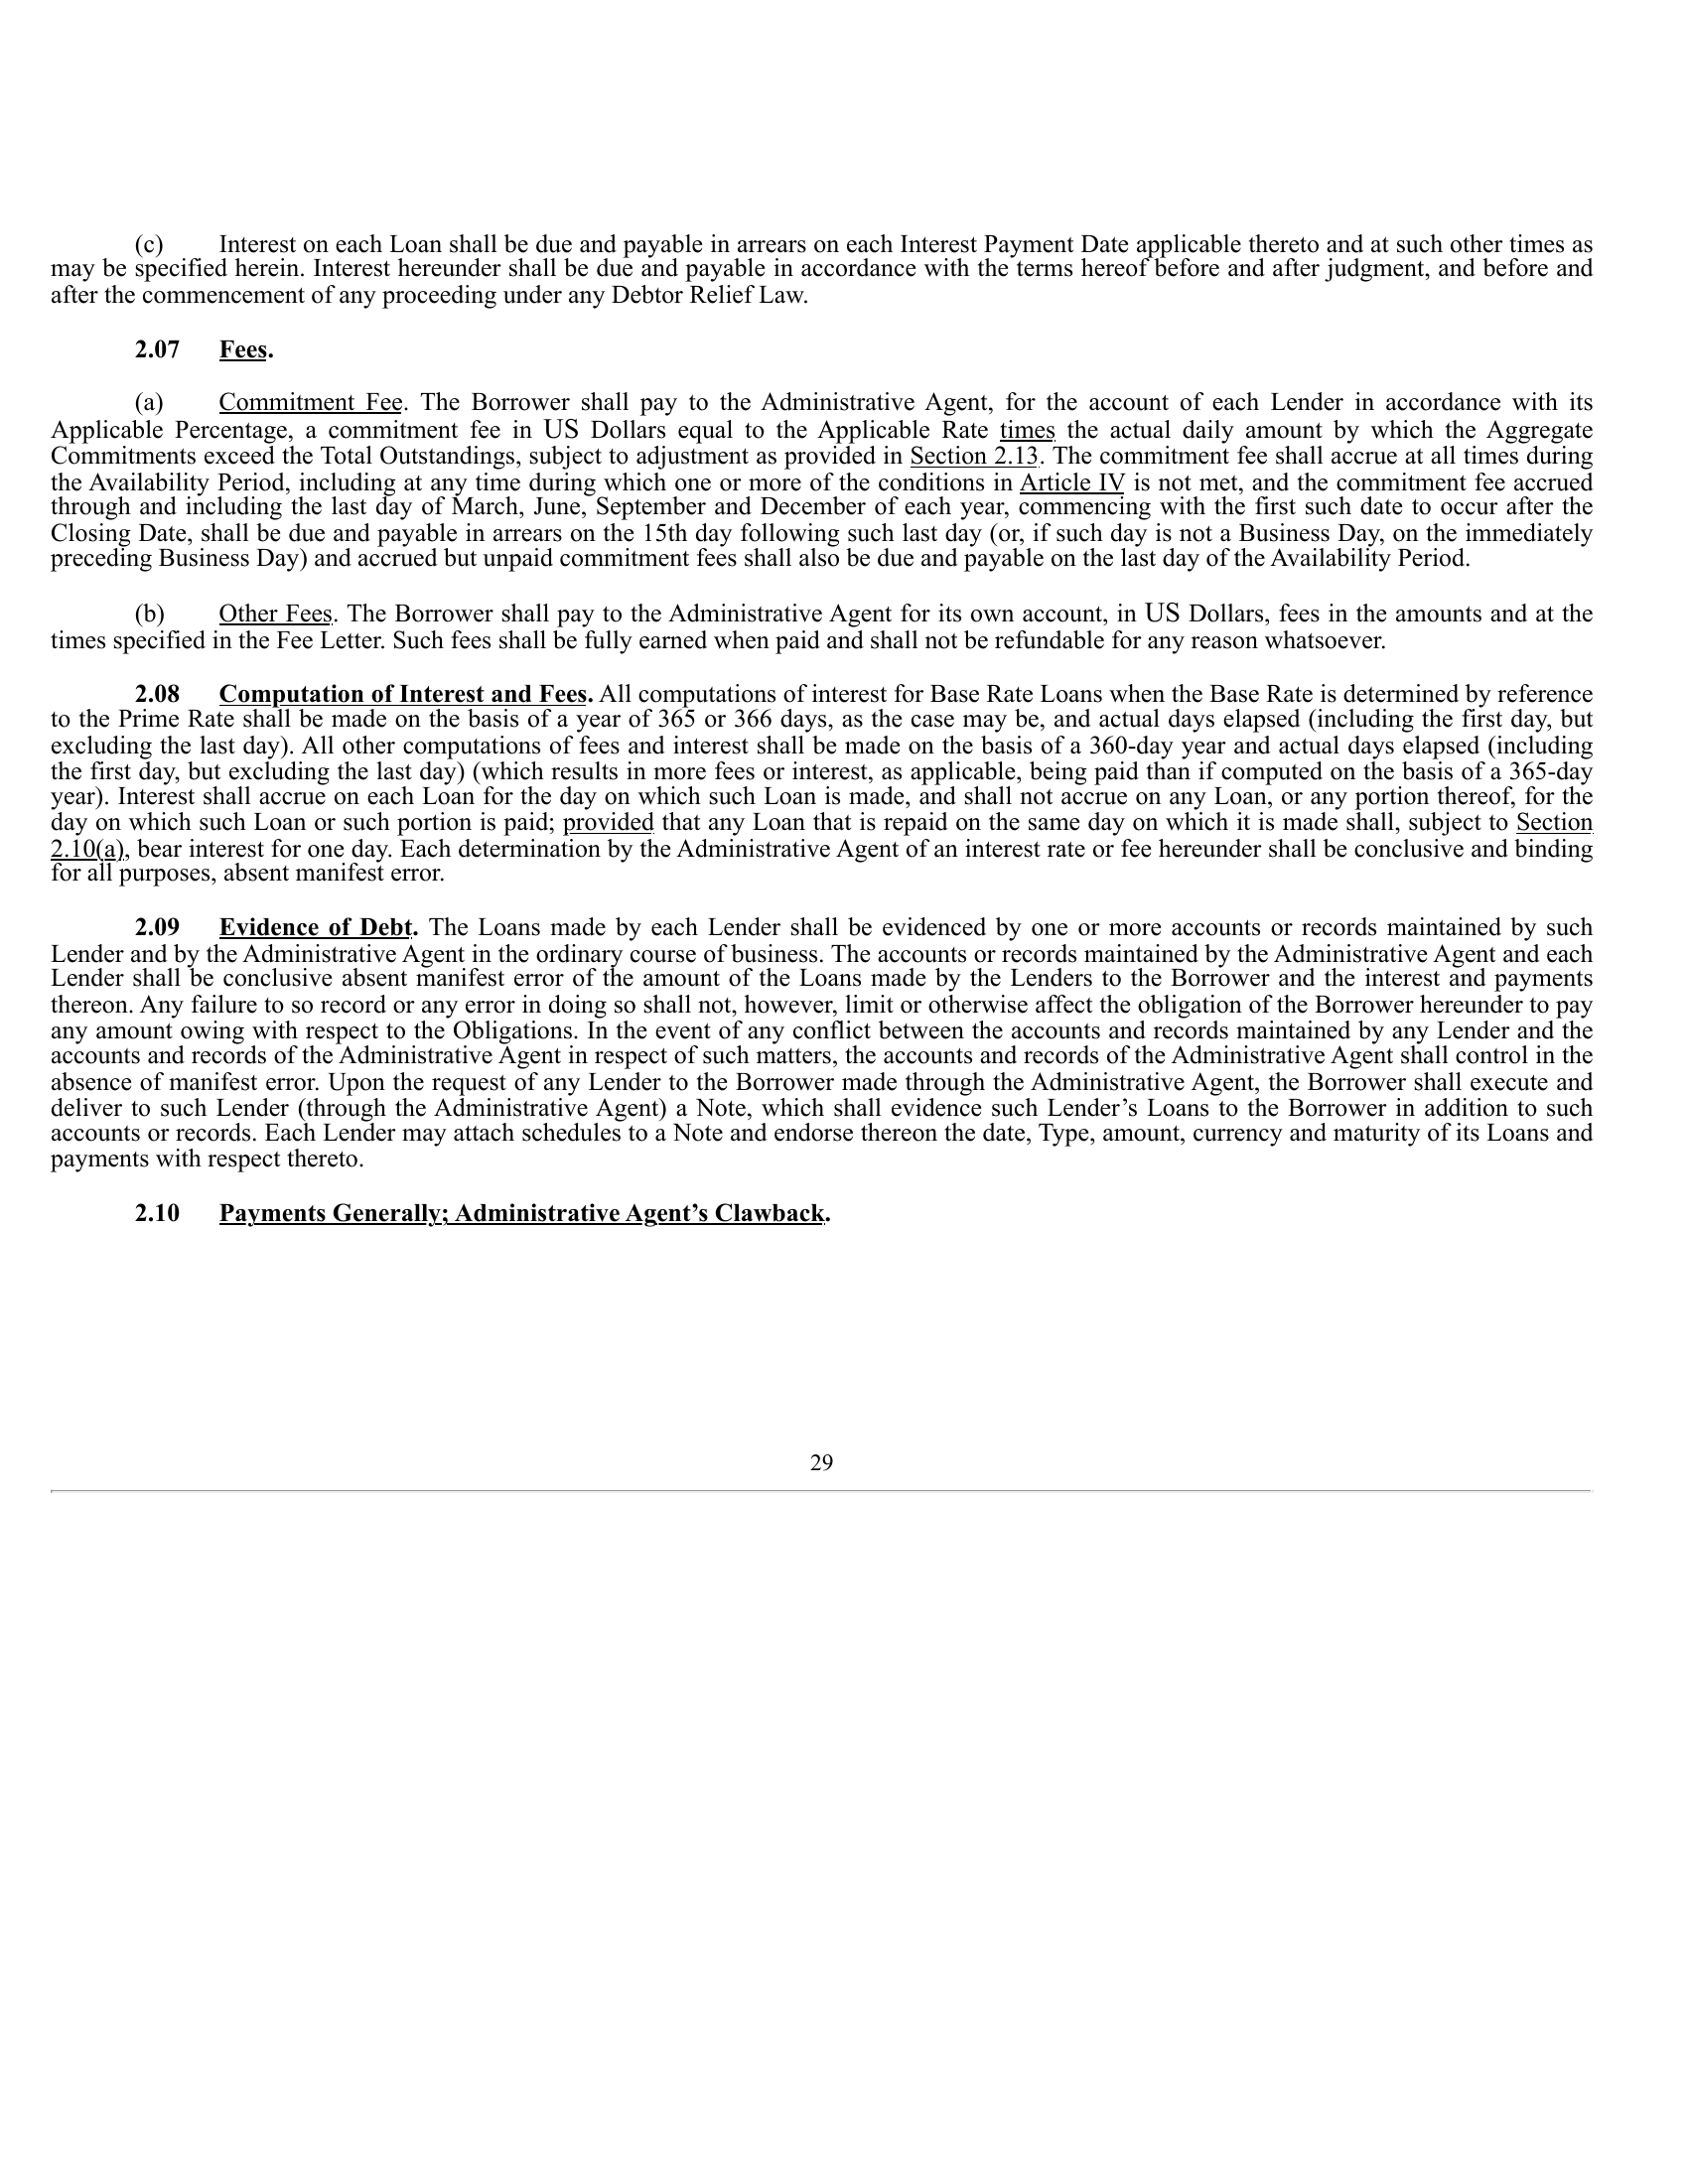 (c) Interest on each Loan shall be due and payable in arrears on each Interest Payment Date applicable thereto and at such other times as
may be specified herein. Interest hereunder shall be due and payable in accordance with the terms hereof before and after judgment, and before and
after the commencement of any proceeding under any Debtor Relief Law.
2.07 Fees.
(a) Commitment Fee. The Borrower shall pay to the Administrative Agent, for the account of each Lender in accordance with its
Applicable Percentage, a commitment fee in US Dollars equal to the Applicable Rate times the actual daily amount by which the Aggregate
Commitments exceed the Total Outstandings, subject to adjustment as provided in Section 2.13. The commitment fee shall accrue at all times during
the Availability Period, including at any time during which one or more of the conditions in Article IV is not met, and the commitment fee accrued
through and including the last day of March, June, September and December of each year, commencing with the first such date to occur after the
Closing Date, shall be due and payable in arrears on the 15th day following such last day (or, if such day is not a Business Day, on the immediately
preceding Business Day) and accrued but unpaid commitment fees shall also be due and payable on the last day of the Availability Period.
(b) Other Fees. The Borrower shall pay to the Administrative Agent for its own account, in US Dollars, fees in the amounts and at the
times specified in the Fee Letter. Such fees shall be fully earned when paid and shall not be refundable for any reason whatsoever.
2.08 Computation of Interest and Fees. All computations of interest for Base Rate Loans when the Base Rate is determined by reference
to the Prime Rate shall be made on the basis of a year of 365 or 366 days, as the case may be, and actual days elapsed (including the first day, but
excluding the last day). All other computations of fees and interest shall be made on the basis of a 360-day year and actual days elapsed (including
the first day, but excluding the last day) (which results in more fees or interest, as applicable, being paid than if computed on the basis of a 365-day
year). Interest shall accrue on each Loan for the day on which such Loan is made, and shall not accrue on any Loan, or any portion thereof, for the
day on which such Loan or such portion is paid; provided that any Loan that is repaid on the same day on which it is made shall, subject to Section
2.10(a), bear interest for one day. Each determination by the Administrative Agent of an interest rate or fee hereunder shall be conclusive and binding
for all purposes, absent manifest error.
2.09 Evidence of Debt. The Loans made by each Lender shall be evidenced by one or more accounts or records maintained by such
Lender and by the Administrative Agent in the ordinary course of business. The accounts or records maintained by the Administrative Agent and each
Lender shall be conclusive absent manifest error of the amount of the Loans made by the Lenders to the Borrower and the interest and payments
thereon. Any failure to so record or any error in doing so shall not, however, limit or otherwise affect the obligation of the Borrower hereunder to pay
any amount owing with respect to the Obligations. In the event of any conflict between the accounts and records maintained by any Lender and the
accounts and records of the Administrative Agent in respect of such matters, the accounts and records of the Administrative Agent shall control in the
absence of manifest error. Upon the request of any Lender to the Borrower made through the Administrative Agent, the Borrower shall execute and
deliver to such Lender (through the Administrative Agent) a Note, which shall evidence such Lender’s Loans to the Borrower in addition to such
accounts or records. Each Lender may attach schedules to a Note and endorse thereon the date, Type, amount, currency and maturity of its Loans and
payments with respect thereto.
2.10 Payments Generally; Administrative Agent’s Clawback.
29